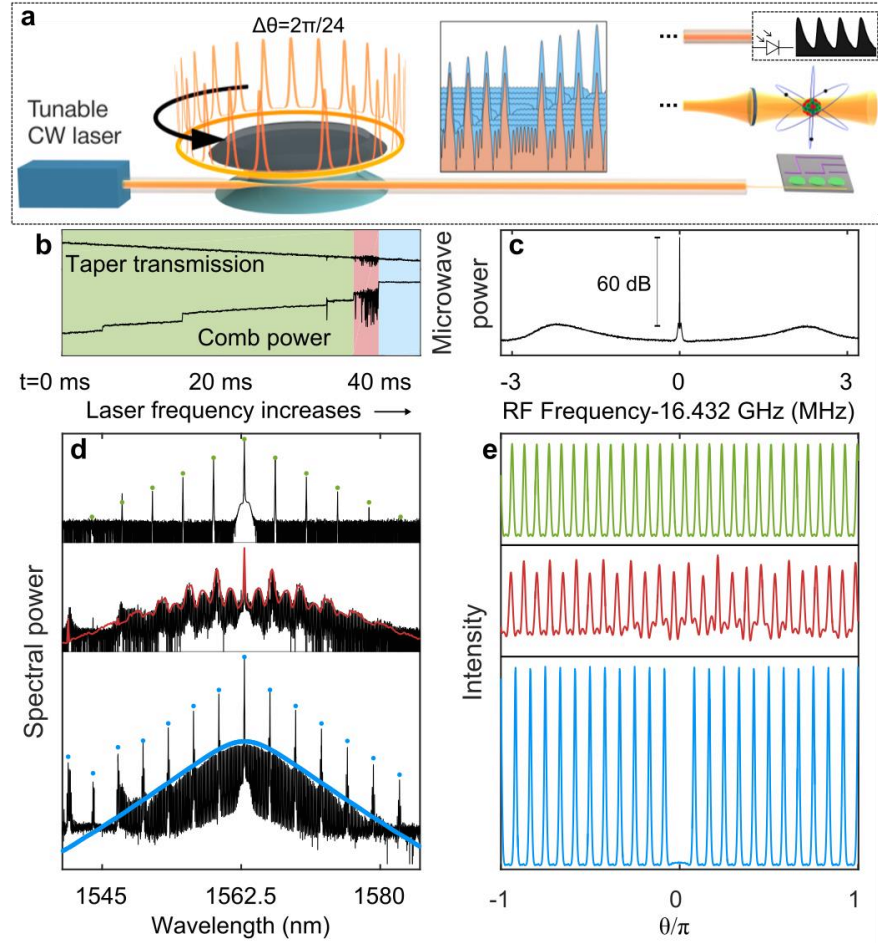 a
Δθ=2π/24
Tunable
CW laser
b
Taper transmission
Comb power
t=0 ms
20 ms
40 ms
Laser frequency increases
c
Microwave
power
60 dB
-3
0
3
RF Frequency-16.432 GHz (MHz)
d
Spectral power
1545
1562.5
1580
Wavelength (nm)
e
Intensity
-1
0
1
θ/π